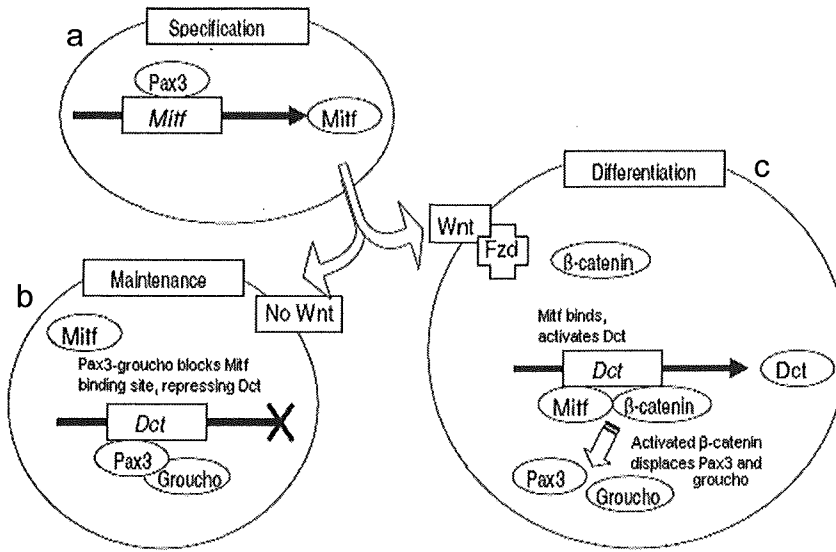 a
Specification
Pax3
Mitf
Mitf
b
Maintenance
No Wnt
Mitf
Pax3-groucho blocks Mitf
binding site, repressing Dct
Dct
Pax3
Groucho
c
Differentiation
Wnt
Fzd
β-catenin
Mitf binds,
activates Dct
Dct
Dct
Mitf
β-catenin
Activated β-catenin
displaces Pax3 and
groucho
Pax3
Groucho